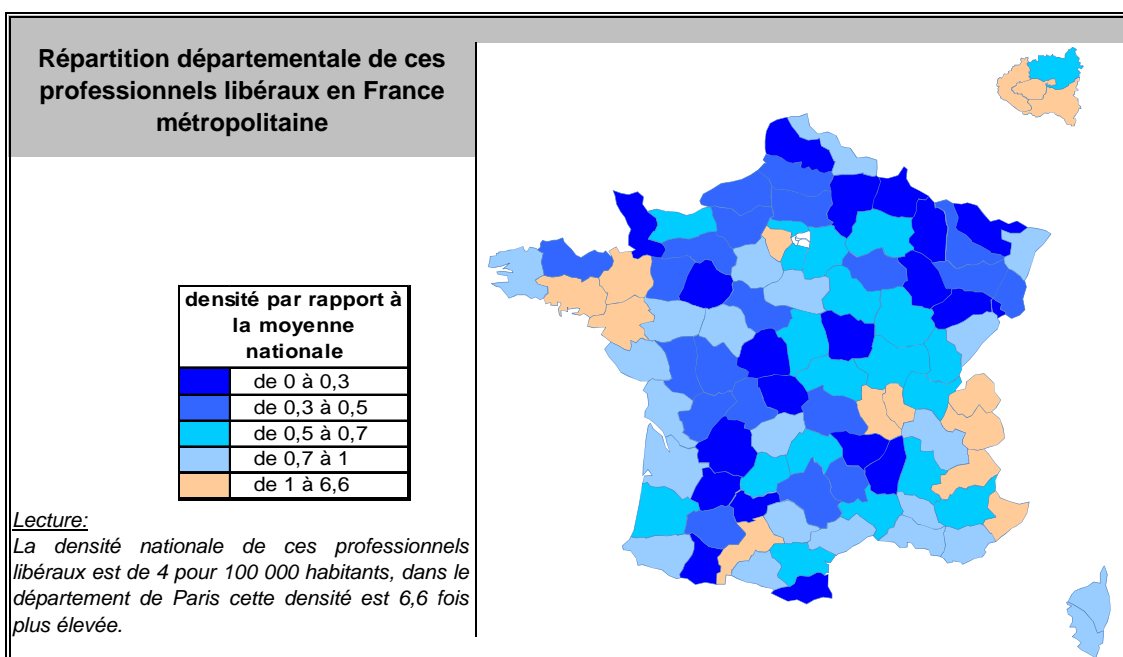 Répartition départementale de ces
professionnels libéraux en France
métropolitaine
densité par rapport à
la moyenne
nationale
de 0 à 0,3
de 0,3 à 0,5
de 0,5 à 0,7
de 0,7 à 1
de 1 à 6,6
Lecture:
La densité nationale de ces professionnels
libéraux est de 4 pour 100 000 habitants, dans le
département de Paris cette densité est 6,6 fois
plus élevée.